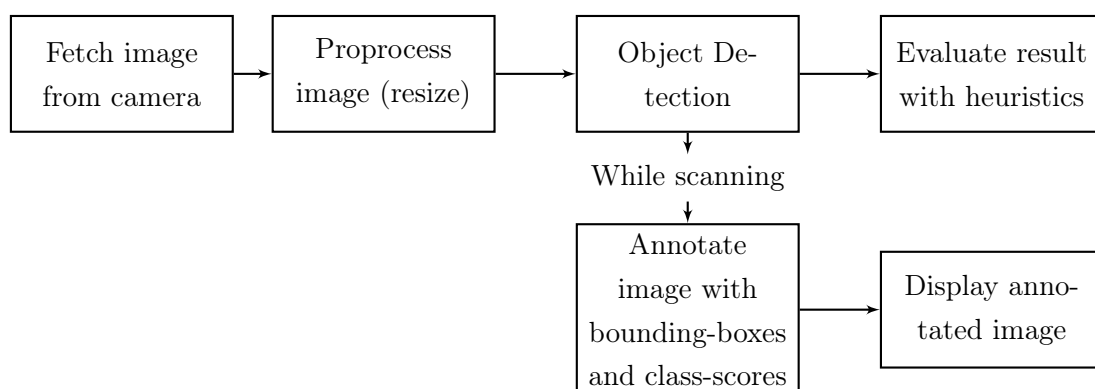 Fetch image
from camera
Proprocess
image (resize)
Object De-
tection
Evaluate result
with heuristics
While scanning
Annotate
image with
bounding-boxes
and class-scores
Display anno-
tated image